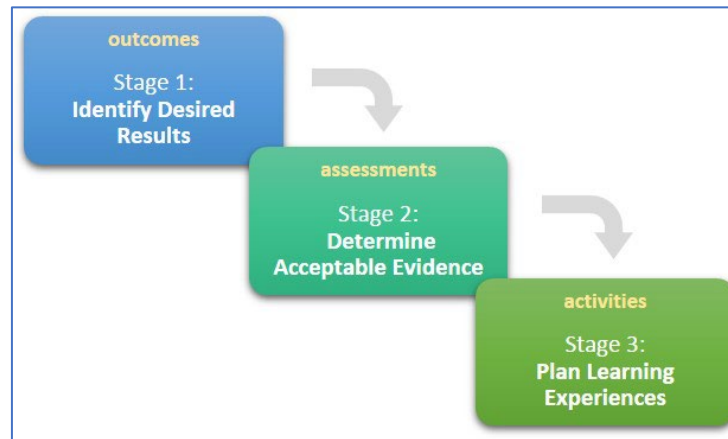 outcomes
Stage 1:
Identify Desired
Results
assessments
Stage 2:
Determine
Acceptable Evidence
activities
Stage 3:
Plan Learning
Experiences